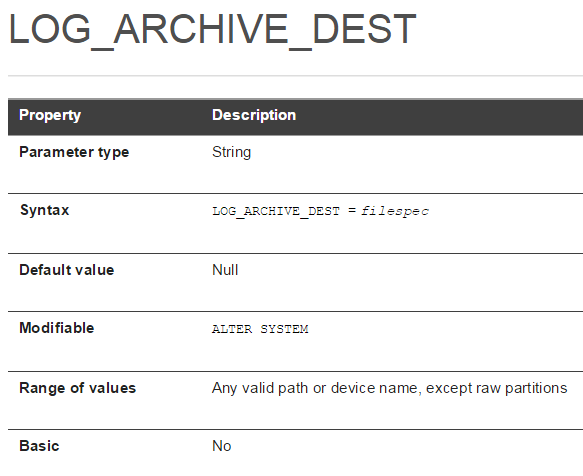 LOG_ARCHIVE_DEST
Property Description
Parameter type String
Syntax LOG_ARCHIVE_DEST = filespec
Default value Null
Modifiable ALTER SYSTEM
Range of values Any valid path or device name, except raw partitions
Basic No